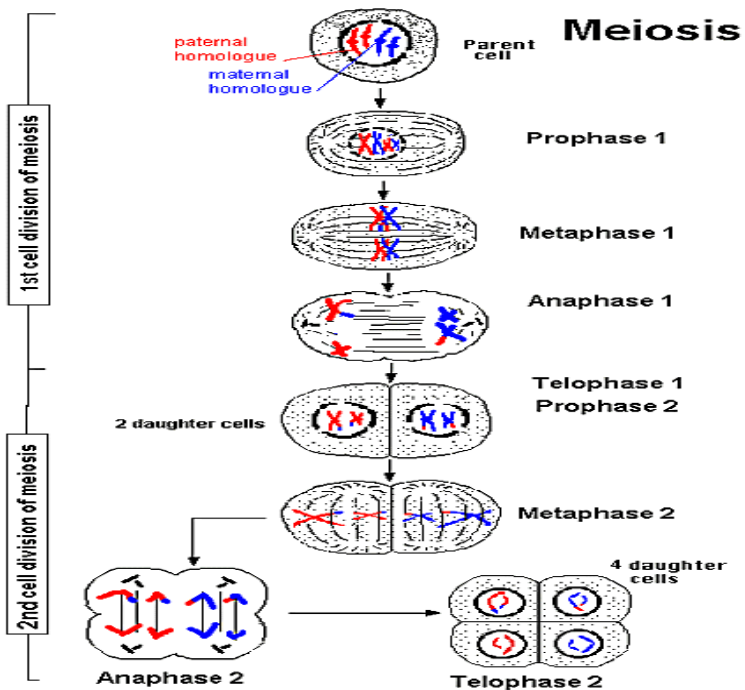 Meiosis
paternal
homologue
maternal
homologue
Parent
cell
1st cell division of meiosis
Prophase 1
Metaphase 1
Anaphase 1
Telophase 1
Prophase 2
2 daughter cells
2nd cell division of meiosis
Metaphase 2
4 daughter
cells
Anaphase 2
Telophase 2